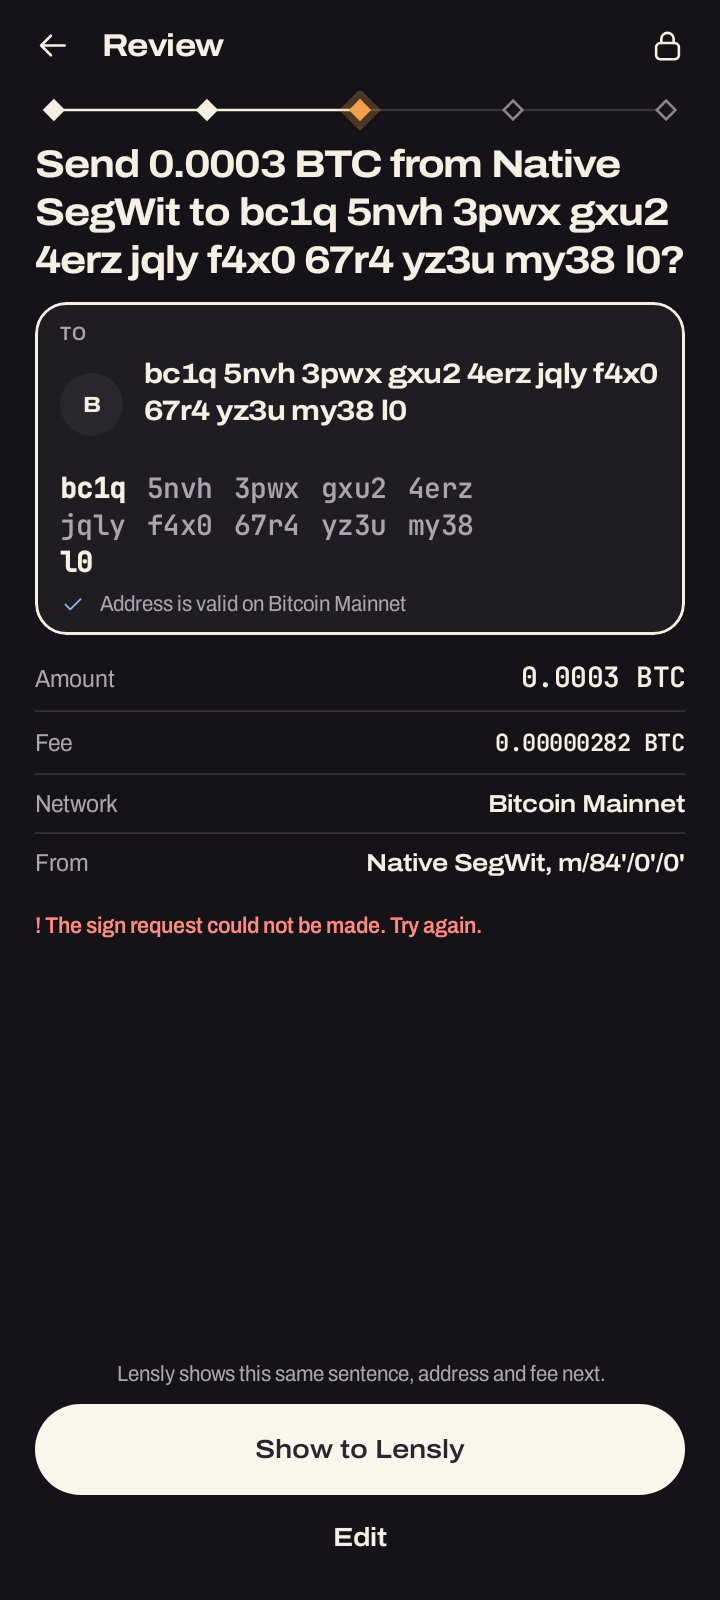 Review
Send 0.0003 BTC from Native
SegWit to bc1q 5nvh 3pwx gxu2
4erz jqly f4x0 67r4 yz3u my38 l0?
TO
B
bc1q 5nvh 3pwx gxu2 4erz jqly f4x0
67r4 yz3u my38 l0
bc1q 5nvh 3pwx gxu2 4erz
jqly f4x0 67r4 yz3u my38
l0
Address is valid on Bitcoin Mainnet
Amount 0.0003 BTC
Fee 0.00000282 BTC
Network Bitcoin Mainnet
From Native SegWit, m/84'/0'/0'
! The sign request could not be made. Try again.
Lensly shows this same sentence, address and fee next.
Show to Lensly
Edit